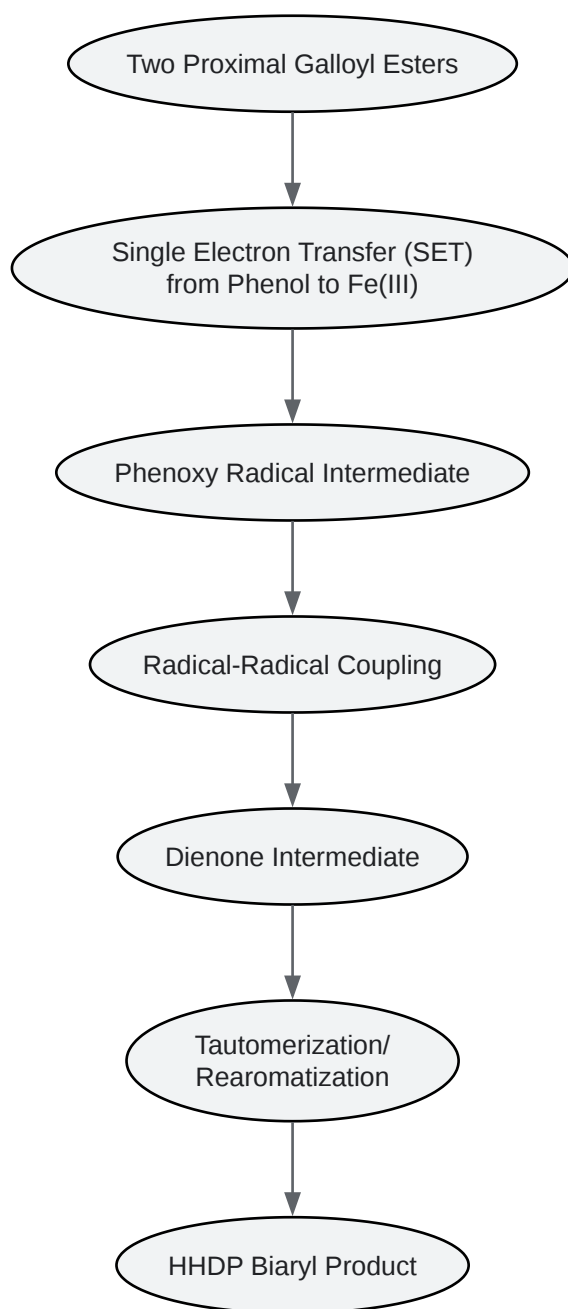 Two Proximal Galloyl Esters
Single Electron Transfer (SET)
from Phenol to Fe(III)
Phenoxy Radical Intermediate
Radical-Radical Coupling
Dienone Intermediate
Tautomerization/
Rearomatization
HHDP Biaryl Product